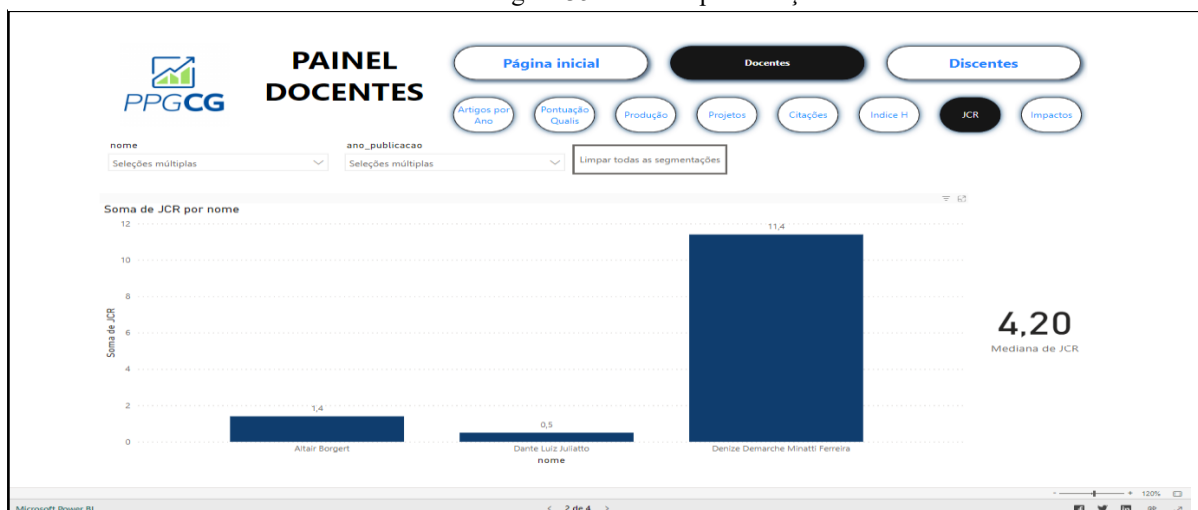 PPGCG
PAINEL
DOCENTES
Página inicial
Docentes
Discentes
Artigos por
Ano
Pontuação
Qualis
Produção
Projetos
Citações
Indice H
JCR
Impactos
nome
Seleções múltiplas
ano_publicacao
Seleções múltiplas
Limpar todas as segmentações
Soma de JCR por nome
Soma de JCR
12
10
8
6
4
2
0
1,4
0,5
11,4
Altair Borgert
Dante Luiz Juliatto
Denize Demarche Minatti Ferreira
nome
4,20
Mediana de JCR
- + 120%
Microsoft Power BI
< 2 de 4 >